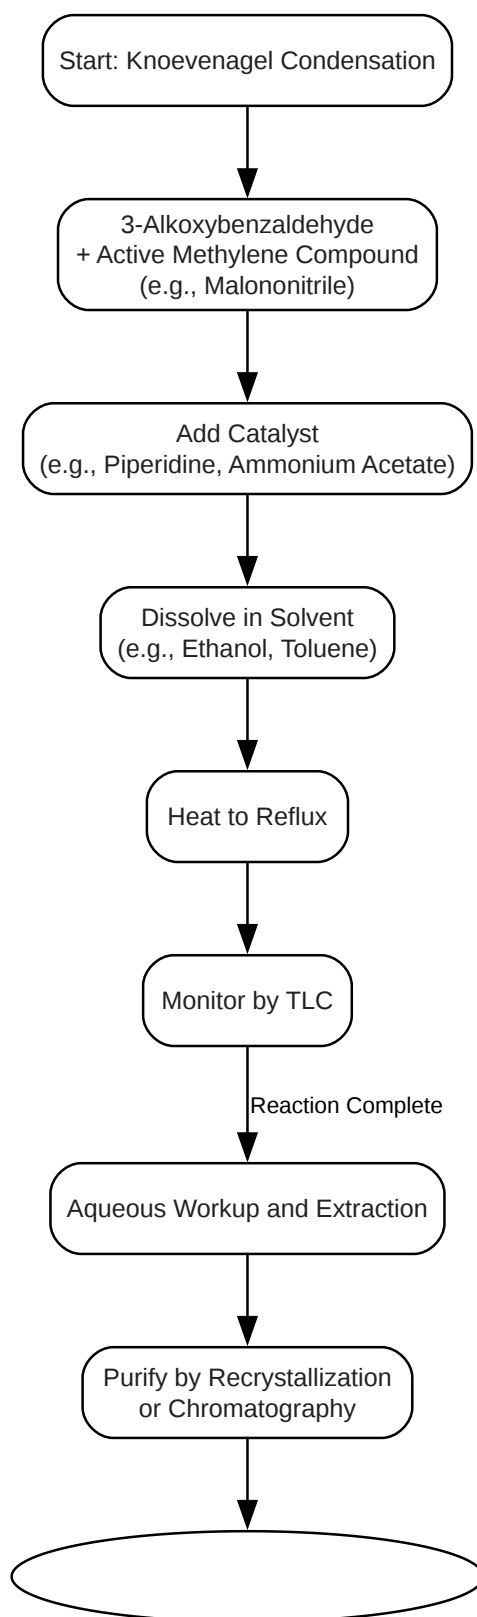 Start: Knoevenagel Condensation
3-Alkoxybenzaldehyde
+ Active Methylene Compound
(e.g., Malononitrile)
Add Catalyst
(e.g., Piperidine, Ammonium Acetate)
Dissolve in Solvent
(e.g., Ethanol, Toluene)
Heat to Reflux
Monitor by TLC
Reaction Complete
Aqueous Workup and Extraction
Purify by Recrystallization
or Chromatography